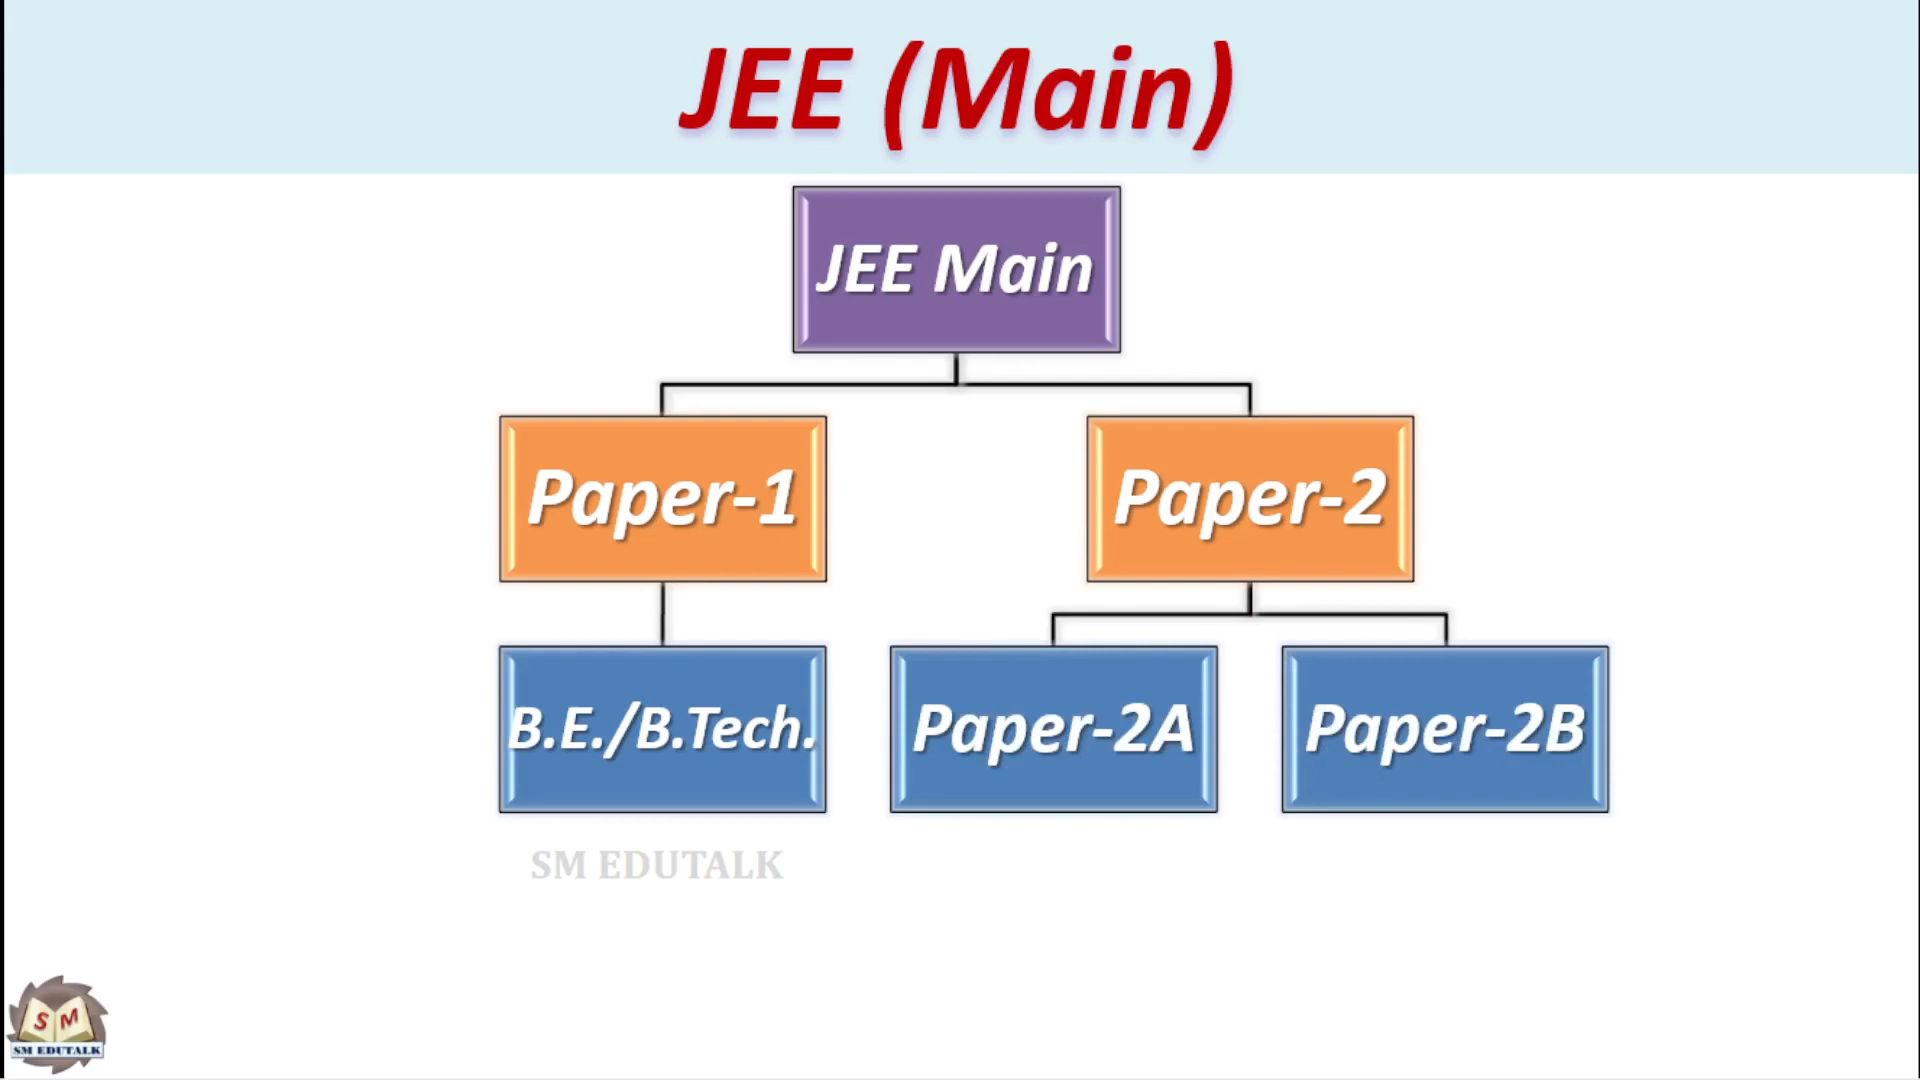 JEE (Main)
JEE Main
Paper-1
Paper-2
B.E./B.Tech.
Paper-2A
Paper-2B
SM EDUTALK
S M
SM EDUTALK